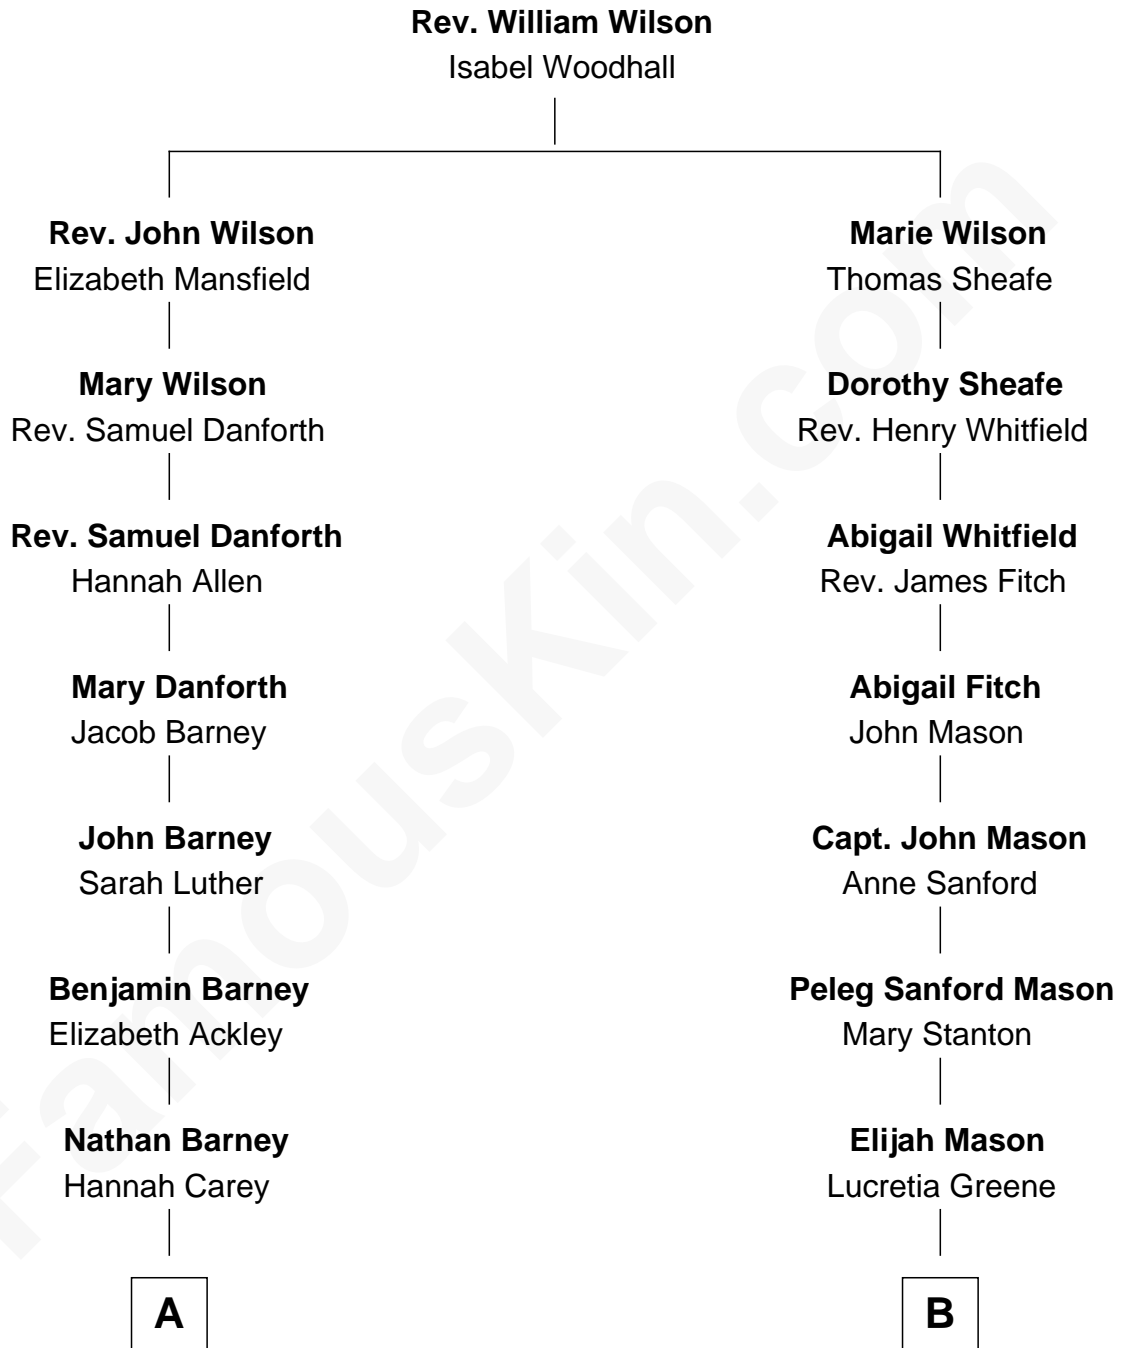 Rev. William Wilson
Isabel Woodhall
Rev. John Wilson
Elizabeth Mansfield
Marie Wilson
Thomas Sheafe
Mary Wilson
Rev. Samuel Danforth
Dorothy Sheafe
Rev. Henry Whitfield
Rev. Samuel Danforth
Hannah Allen
Abigail Whitfield
Rev. James Fitch
Mary Danforth
Jacob Barney
Abigail Fitch
John Mason
John Barney
Sarah Luther
Capt. John Mason
Anne Sanford
Benjamin Barney
Elizabeth Ackley
Peleg Sanford Mason
Mary Stanton
Nathan Barney
Hannah Carey
Elijah Mason
Lucretia Greene
A
B
FamousKin.com